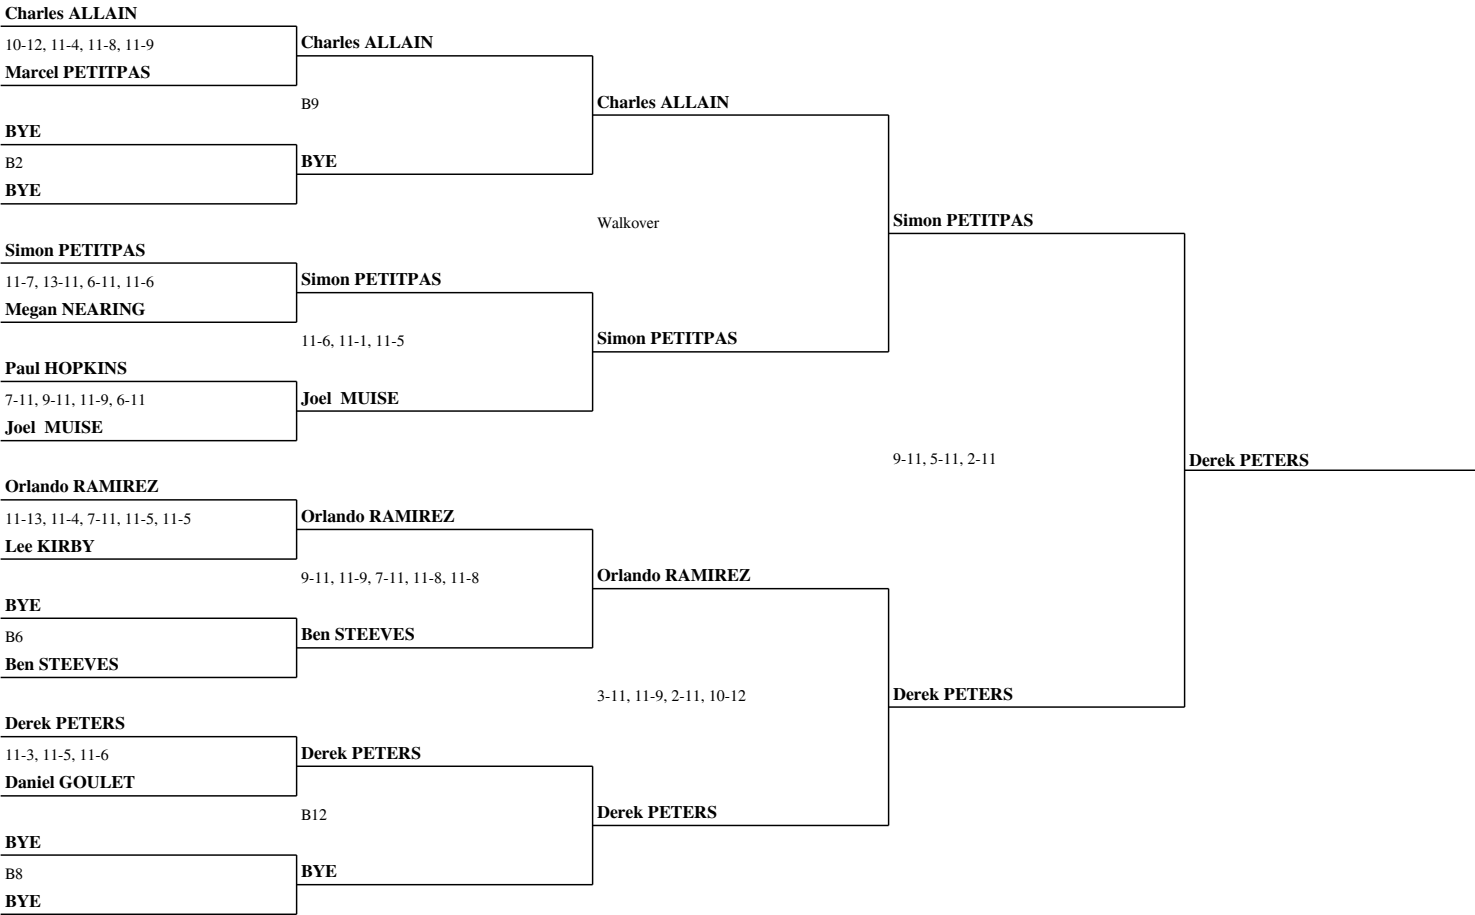 Charles ALLAIN
10-12, 11-4, 11-8, 11-9
Marcel PETITPAS
BYE
B2
BYE
Simon PETITPAS
11-7, 13-11, 6-11, 11-6
Megan NEARING
Paul HOPKINS
7-11, 9-11, 11-9, 6-11
Joel  MUISE
Orlando RAMIREZ
11-13, 11-4, 7-11, 11-5, 11-5
Lee KIRBY
BYE
B6
Ben STEEVES
Derek PETERS
11-3, 11-5, 11-6
Daniel GOULET
BYE
B8
BYE
Charles ALLAIN
B9
BYE
Simon PETITPAS
11-6, 11-1, 11-5
Joel  MUISE
Orlando RAMIREZ
9-11, 11-9, 7-11, 11-8, 11-8
Ben STEEVES
Derek PETERS
B12
BYE
Charles ALLAIN
Walkover
Simon PETITPAS
Orlando RAMIREZ
3-11, 11-9, 2-11, 10-12
Derek PETERS
Simon PETITPAS
9-11, 5-11, 2-11
Derek PETERS
Derek PETERS